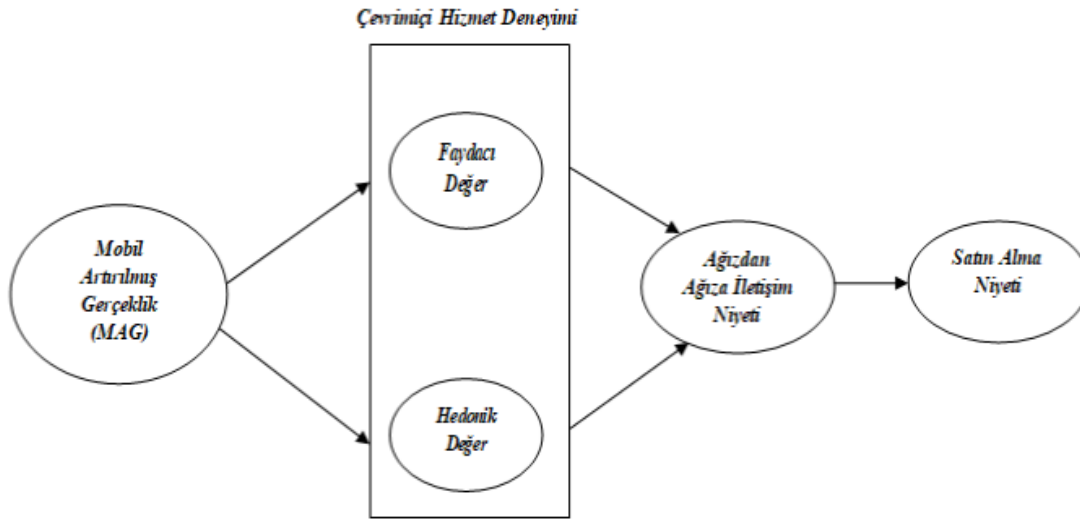 Çevrimiçi Hizmet Deneyimi
Faydacı
Değer
Mobil
Artırılmış
Gerçeklik
(MAG)
Ağızdan
Ağıza İletişim
Niyeti
Satın Alma
Niyeti
Hedonik
Değer